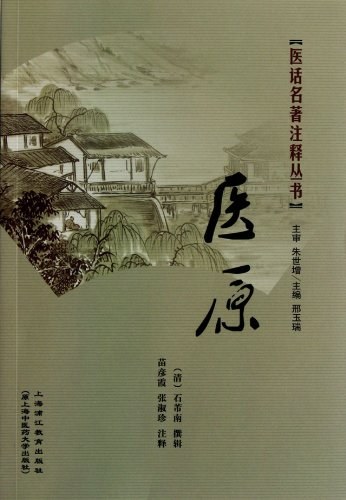 【医话名著注释丛书】
主审 朱世增/主编 邢玉瑞
医原
（清）石芾南 撰辑
苗彦霞 张淑珍 注释
上海浦江教育出版社
（原上海中医药大学出版社）